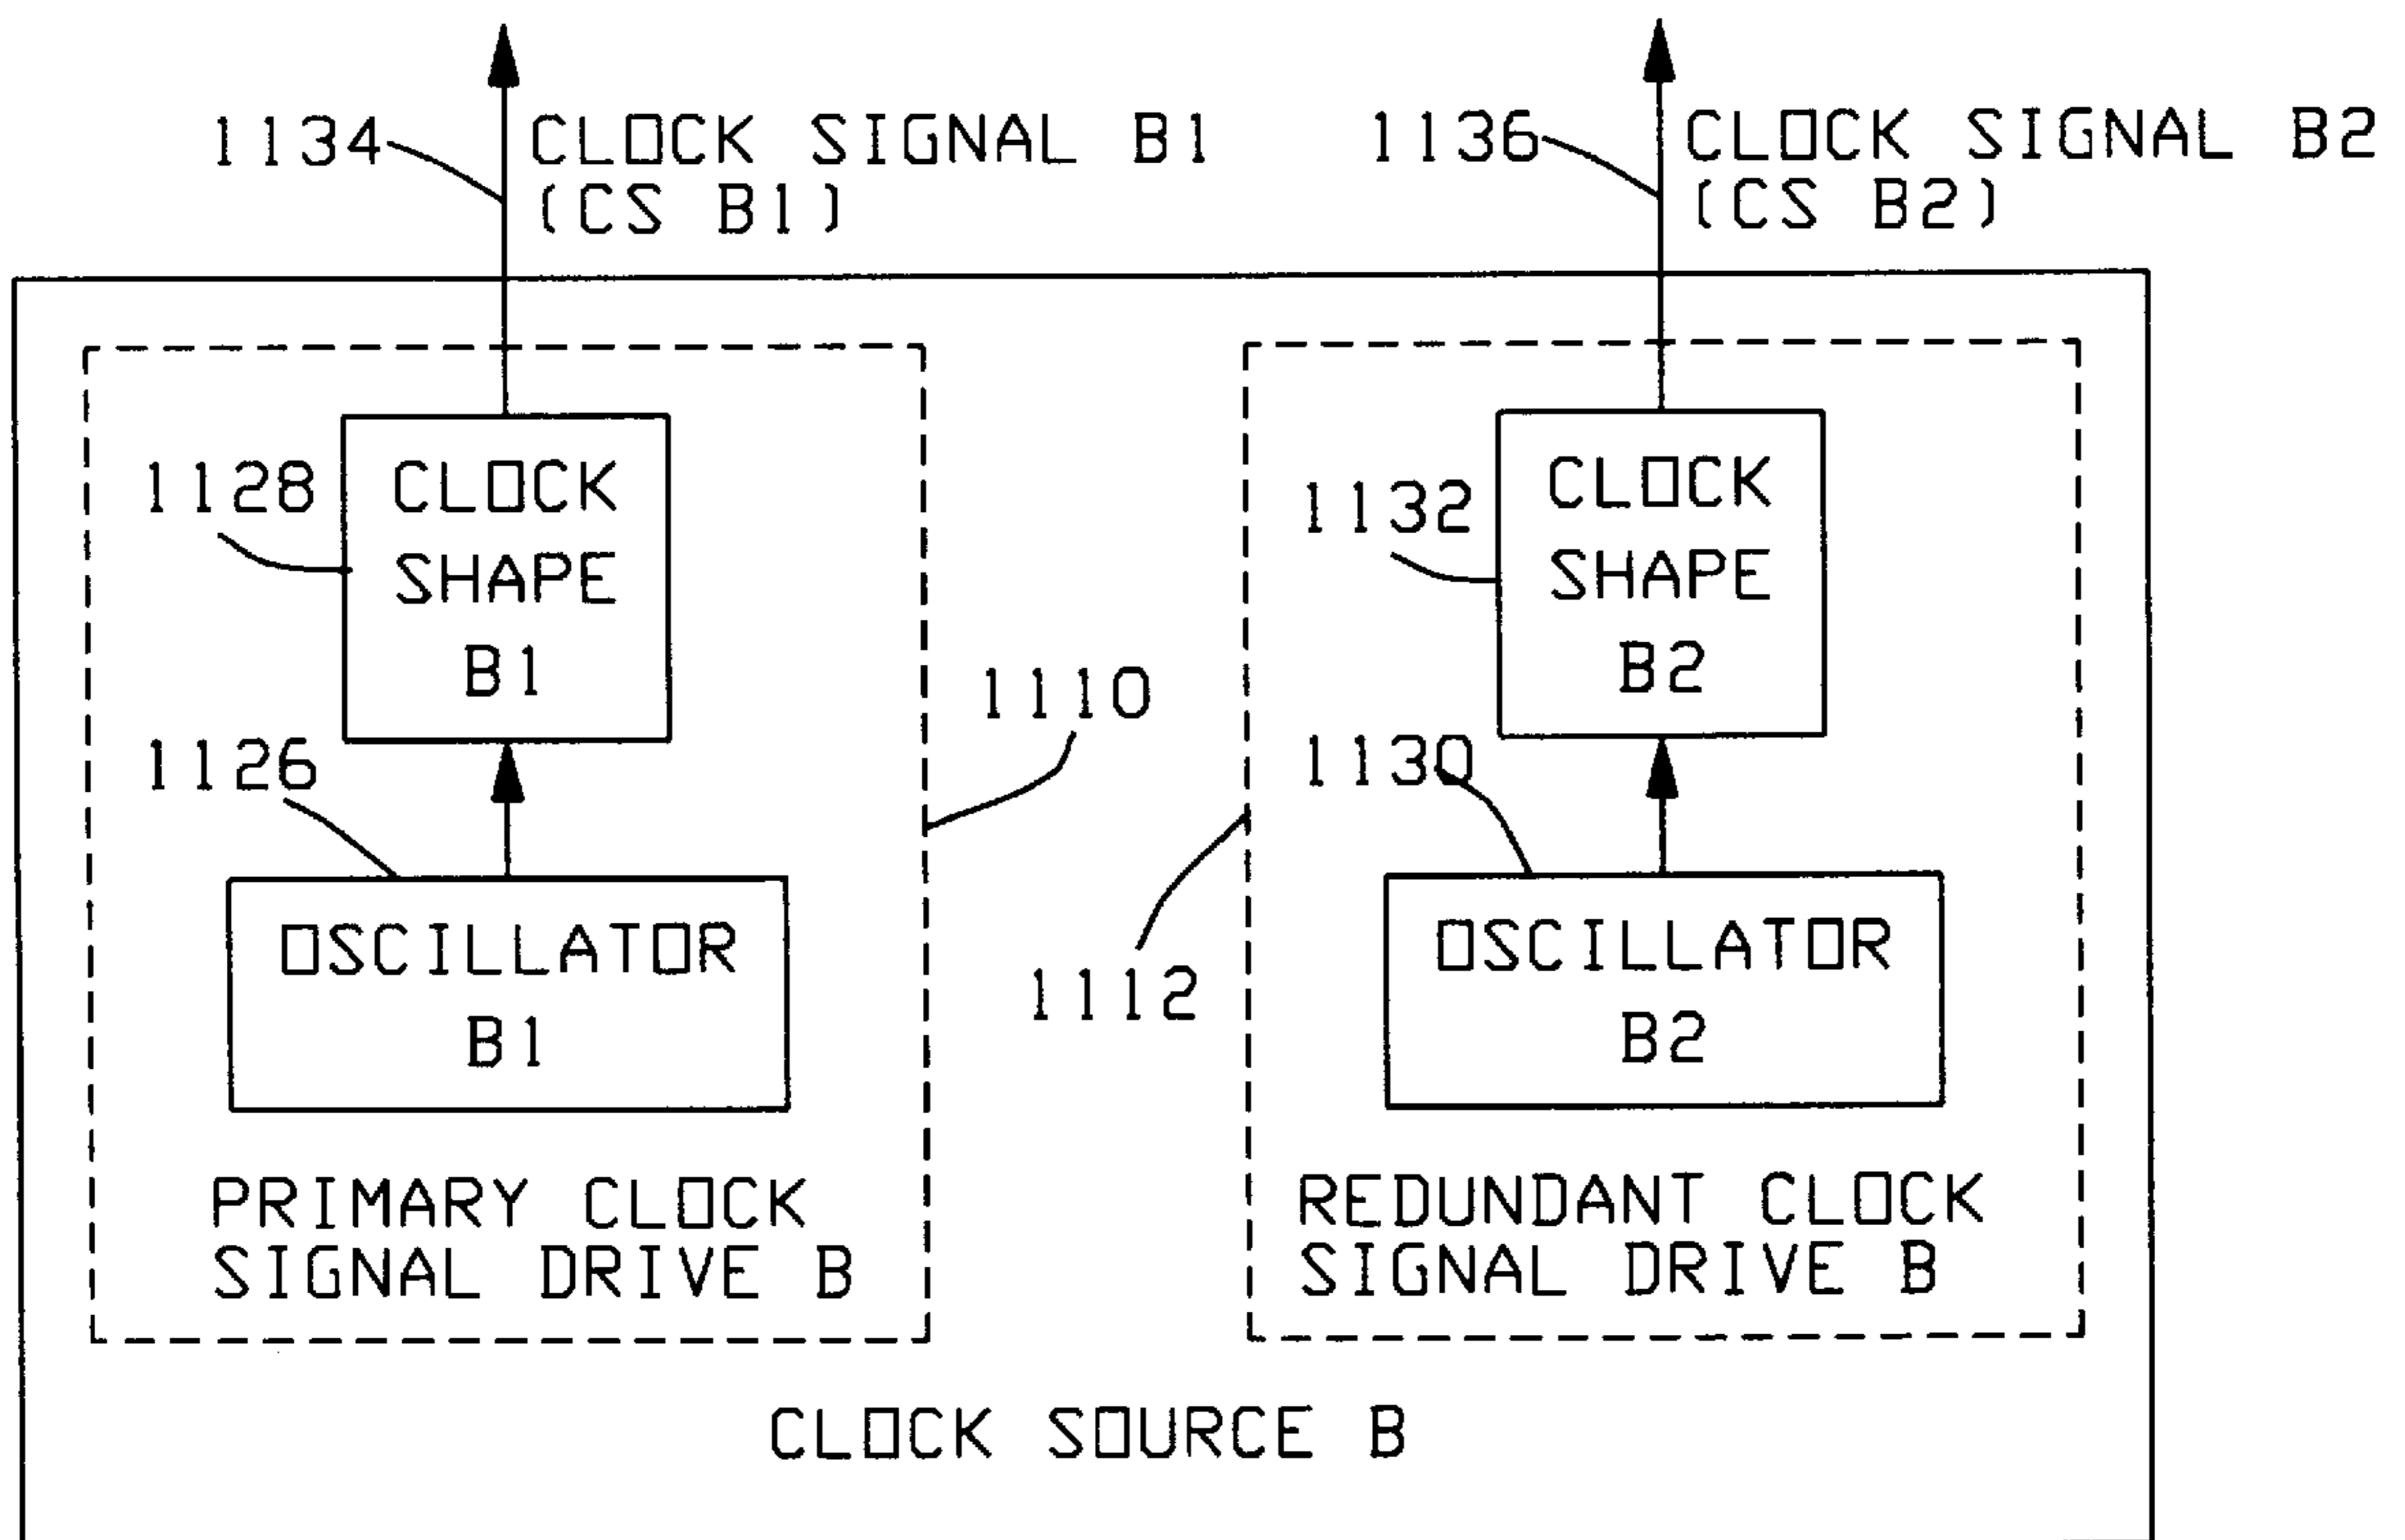 1134
CLOCK SIGNAL B1
(CS B1)
1136
CLOCK SIGNAL B2
(CS B2)
1128
CLOCK
SHAPE
B1
1126
OSCILLATOR
B1
PRIMARY CLOCK
SIGNAL DRIVE B
1110
1112
1132
CLOCK
SHAPE
B2
1130
OSCILLATOR
B2
REDUNDANT CLOCK
SIGNAL DRIVE B
CLOCK SOURCE B